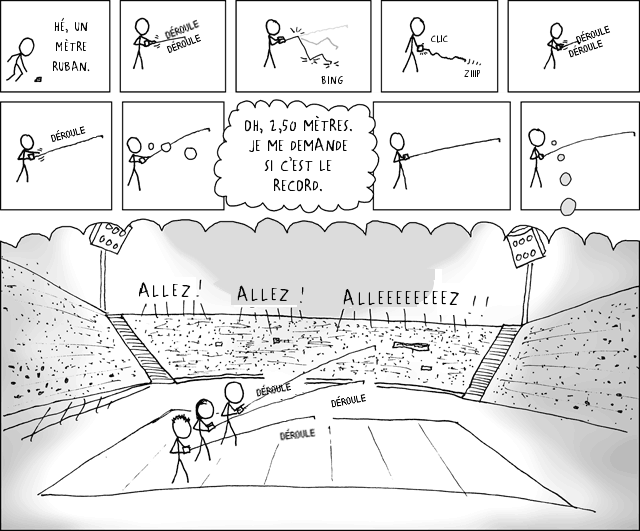 HÉ, UN
MÈTRE
RUBAN.
DÉROULE
DÉROULE
BING
CLIC
ZIIIP
DÉROULE
DÉROULE
DÉROULE
OH, 2,50 MÈTRES.
JE ME DEMANDE
SI C'EST LE
RECORD.
ALLEZ! ALLEZ! ALLEEEEEEEEZ !!
DÉROULE
DÉROULE
DÉROULE